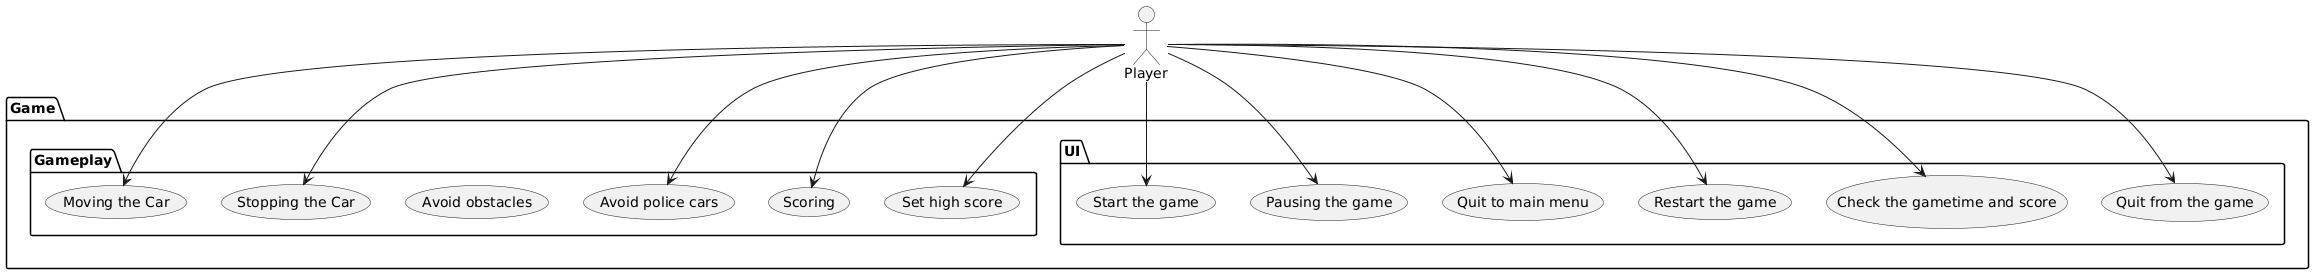 Player
Game
Gameplay
UI
Moving the Car
Stopping the Car
Avoid obstacles
Avoid police cars
Scoring
Set high score
Start the game
Pausing the game
Quit to main menu
Restart the game
Check the gametime and score
Quit from the game